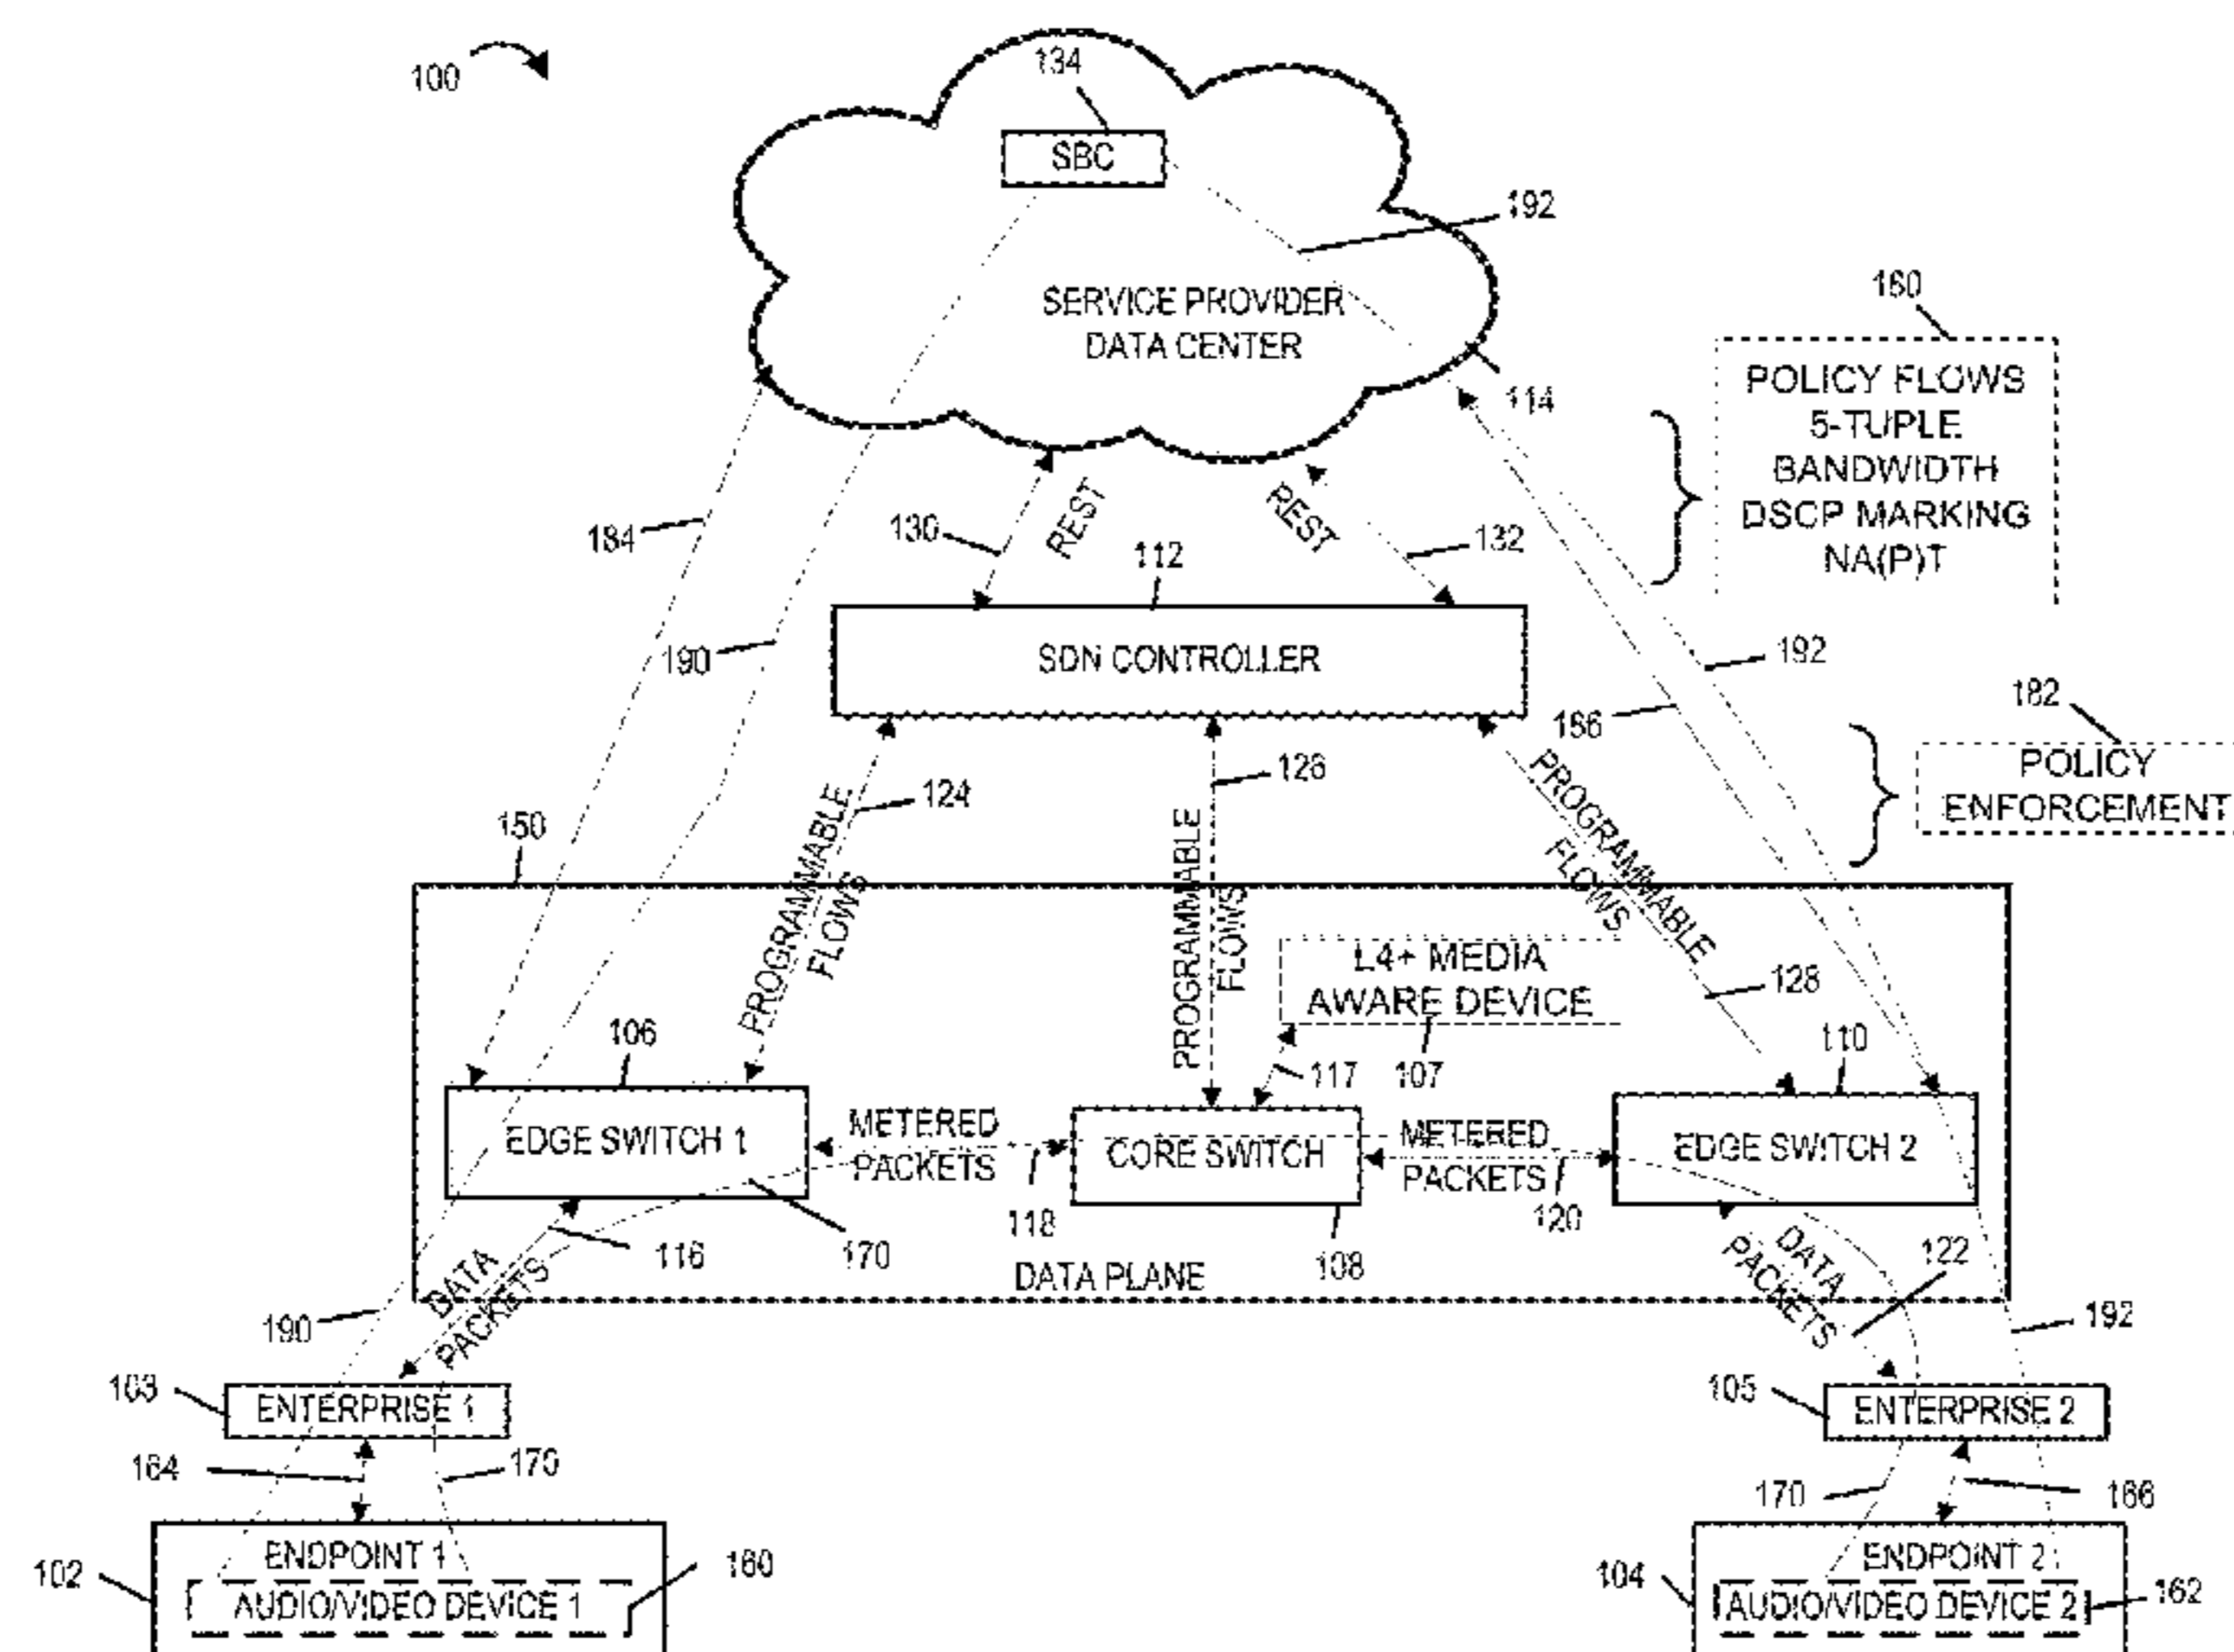 100
134
SBC
192
SERVICE PROVIDER
DATA CENTER
114
180
POLICY FLOWS
5-TUPLE
BANDWIDTH
DSCP MARKING
NA(P)T
184
130
REST
REST
132
112
190
SDN CONTROLLER
192
186
182
POLICY
ENFORCEMENT
124
126
150
PROGRAMMABLE
FLOWS
PROGRAMMABLE
FLOWS
PROGRAMMABLE
FLOWS
L4+ MEDIA
AWARE DEVICE
128
106
117
107
110
EDGE SWITCH 1
METERED
PACKETS
CORE SWITCH
METERED
PACKETS
EDGE SWITCH 2
116
170
118
108
120
122
DATA PLANE
DATA
PACKETS
DATA
PACKETS
190
192
103
ENTERPRISE 1
105
ENTERPRISE 2
164
170
170
166
102
ENDPOINT 1
AUDIO/VIDEO DEVICE 1
160
104
ENDPOINT 2
AUDIO/VIDEO DEVICE 2
162